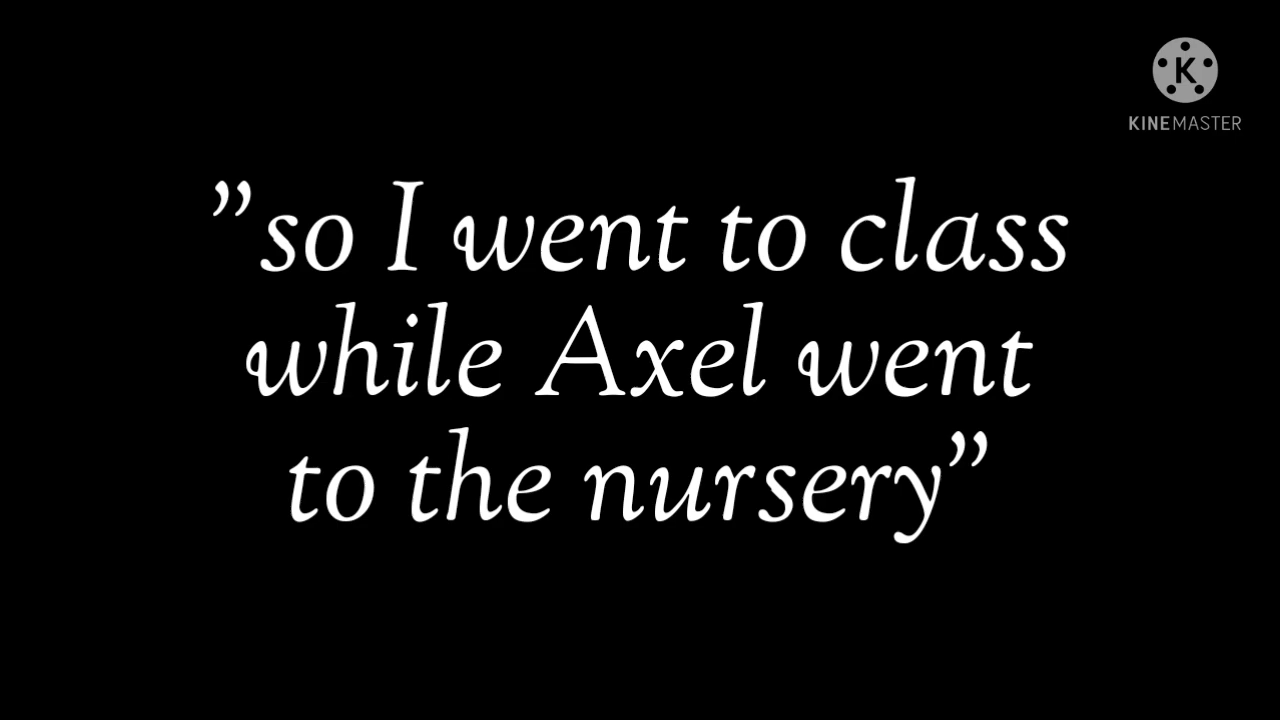 K
KINEMASTER
”so I went to class
while Axel went
to the nursery”